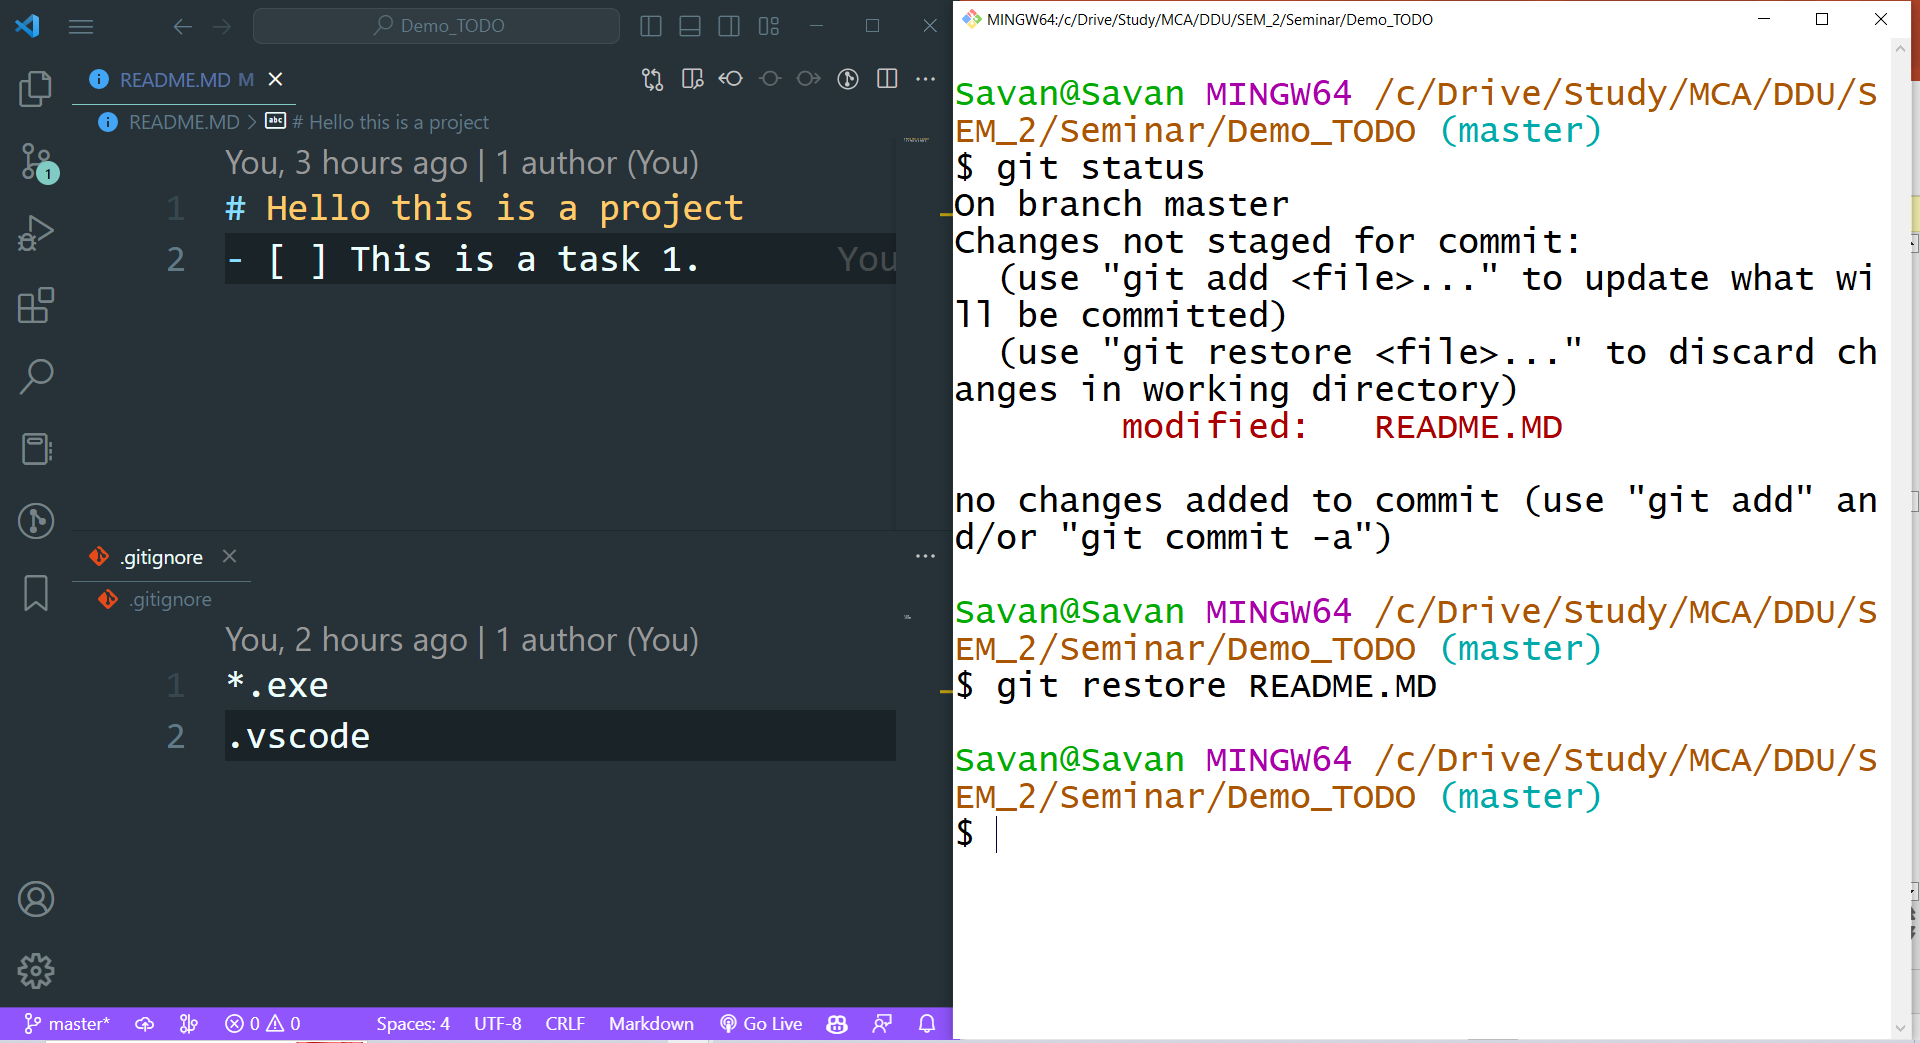 Demo_TODO
README.MD M
README.MD > # Hello this is a project
You, 3 hours ago | 1 author (You)
1 # Hello this is a project
2 - [ ] This is a task 1. You
1
.gitignore
.gitignore
You, 2 hours ago | 1 author (You)
1 *.exe
2 .vscode
master* 0 0 Spaces: 4 UTF-8 CRLF Markdown Go Live
MINGW64:/c/Drive/Study/MCA/DDU/SEM_2/Seminar/Demo_TODO
Savan@Savan MINGW64 /c/Drive/Study/MCA/DDU/S
EM_2/Seminar/Demo_TODO (master)
$ git status
On branch master
Changes not staged for commit:
(use "git add <file>..." to update what wi
ll be committed)
(use "git restore <file>..." to discard ch
anges in working directory)
modified: README.MD
no changes added to commit (use "git add" an
d/or "git commit -a")
Savan@Savan MINGW64 /c/Drive/Study/MCA/DDU/S
EM_2/Seminar/Demo_TODO (master)
$ git restore README.MD
Savan@Savan MINGW64 /c/Drive/Study/MCA/DDU/S
EM_2/Seminar/Demo_TODO (master)
$